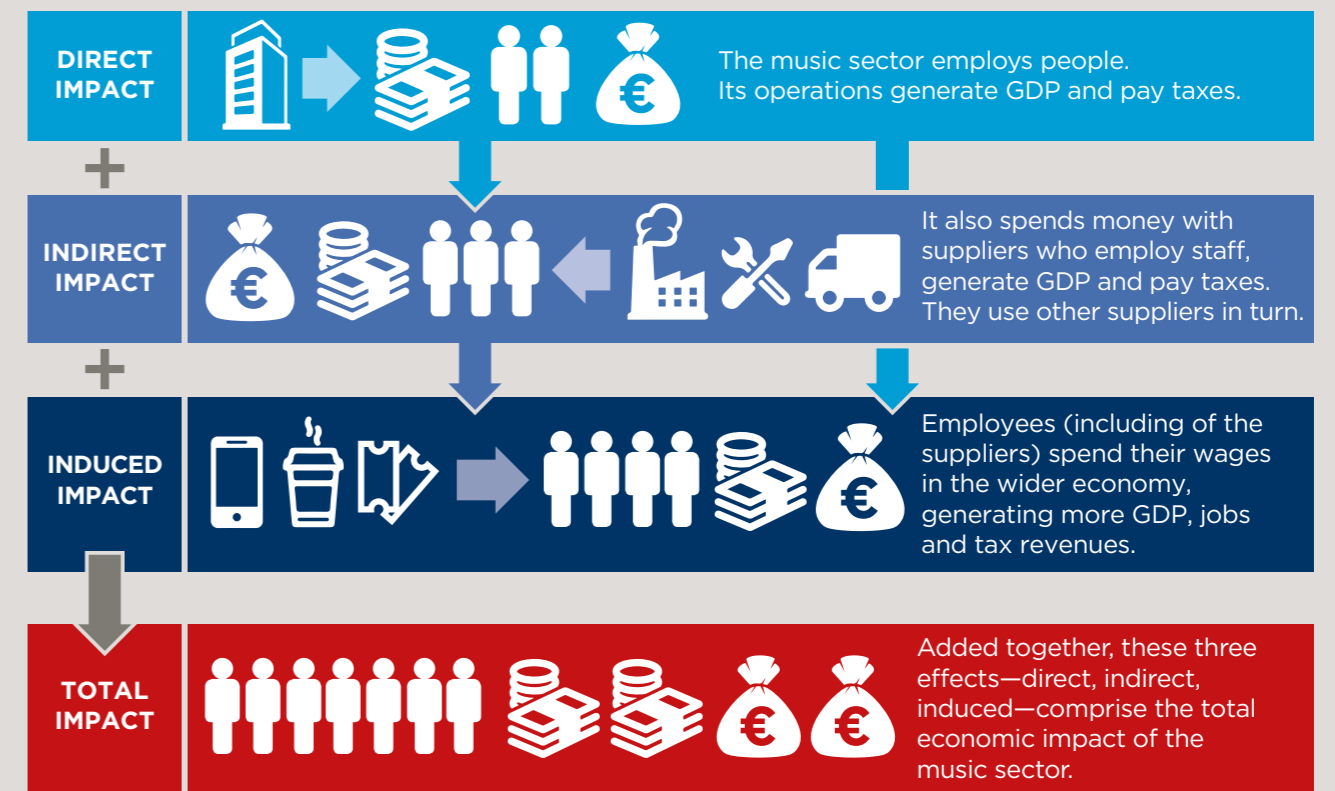 DIRECT
IMPACT
€
The music sector employs people.
Its operations generate GDP and pay taxes.
+
INDIRECT
IMPACT
€
It also spends money with
suppliers who employ staff,
generate GDP and pay taxes.
They use other suppliers in turn.
+
INDUCED
IMPACT
€
Employees (including of the
suppliers) spend their wages
in the wider economy,
generating more GDP, jobs
and tax revenues.
TOTAL
IMPACT
€ €
Added together, these three
effects—direct, indirect,
induced—comprise the total
economic impact of the
music sector.